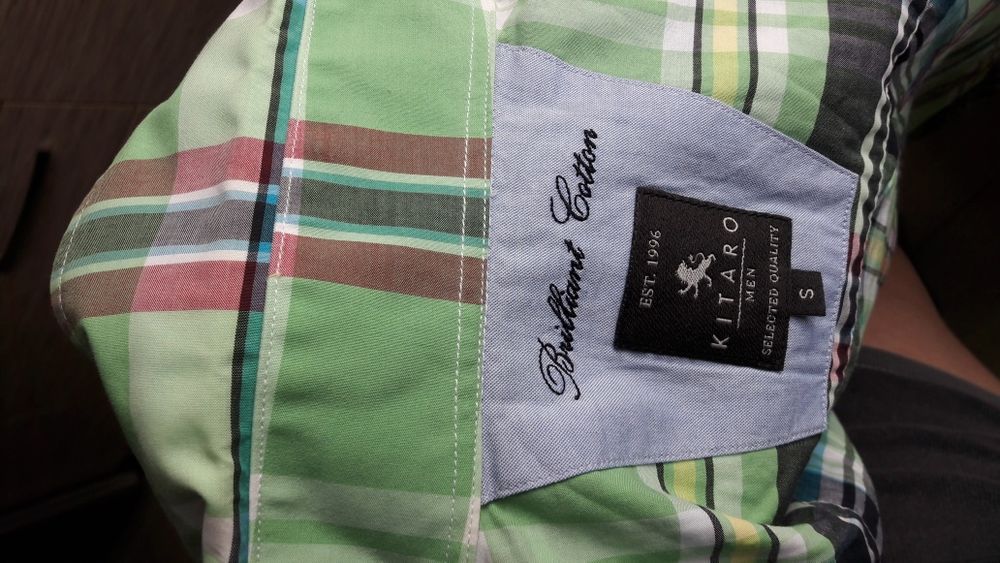 Brilliant Cotton
EST. 1996
KITARO
MEN
SELECTED QUALITY
S